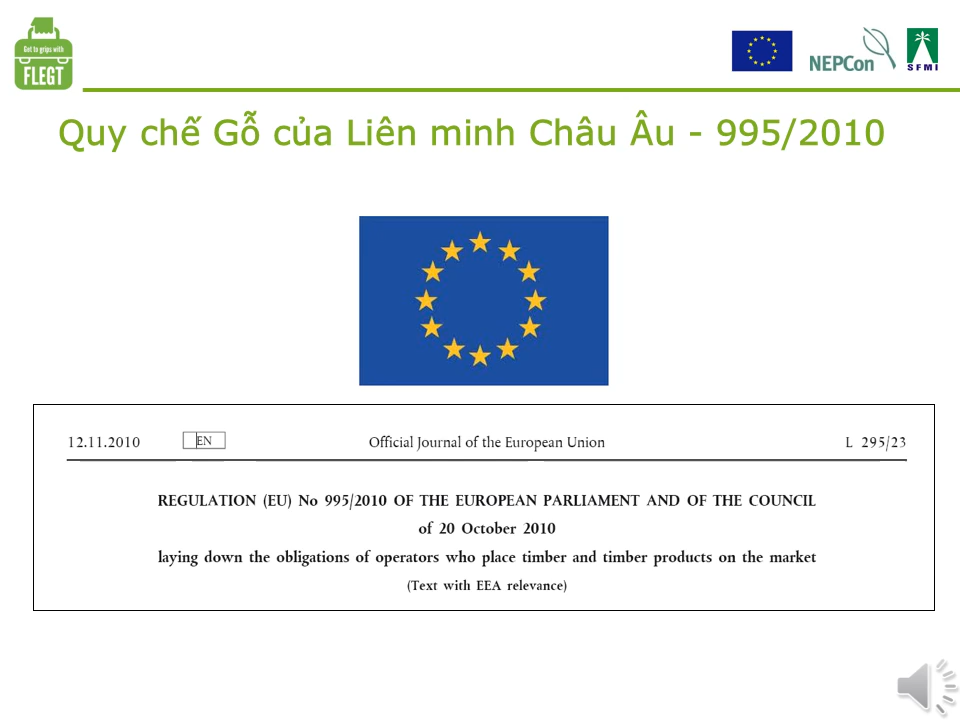 Get to grips with
FLEGT
NEPCon
SFMI
Quy chế Gỗ của Liên minh Châu Âu - 995/2010
12.11.2010 EN Official Journal of the European Union L 295/23
REGULATION (EU) No 995/2010 OF THE EUROPEAN PARLIAMENT AND OF THE COUNCIL
of 20 October 2010
laying down the obligations of operators who place timber and timber products on the market
(Text with EEA relevance)